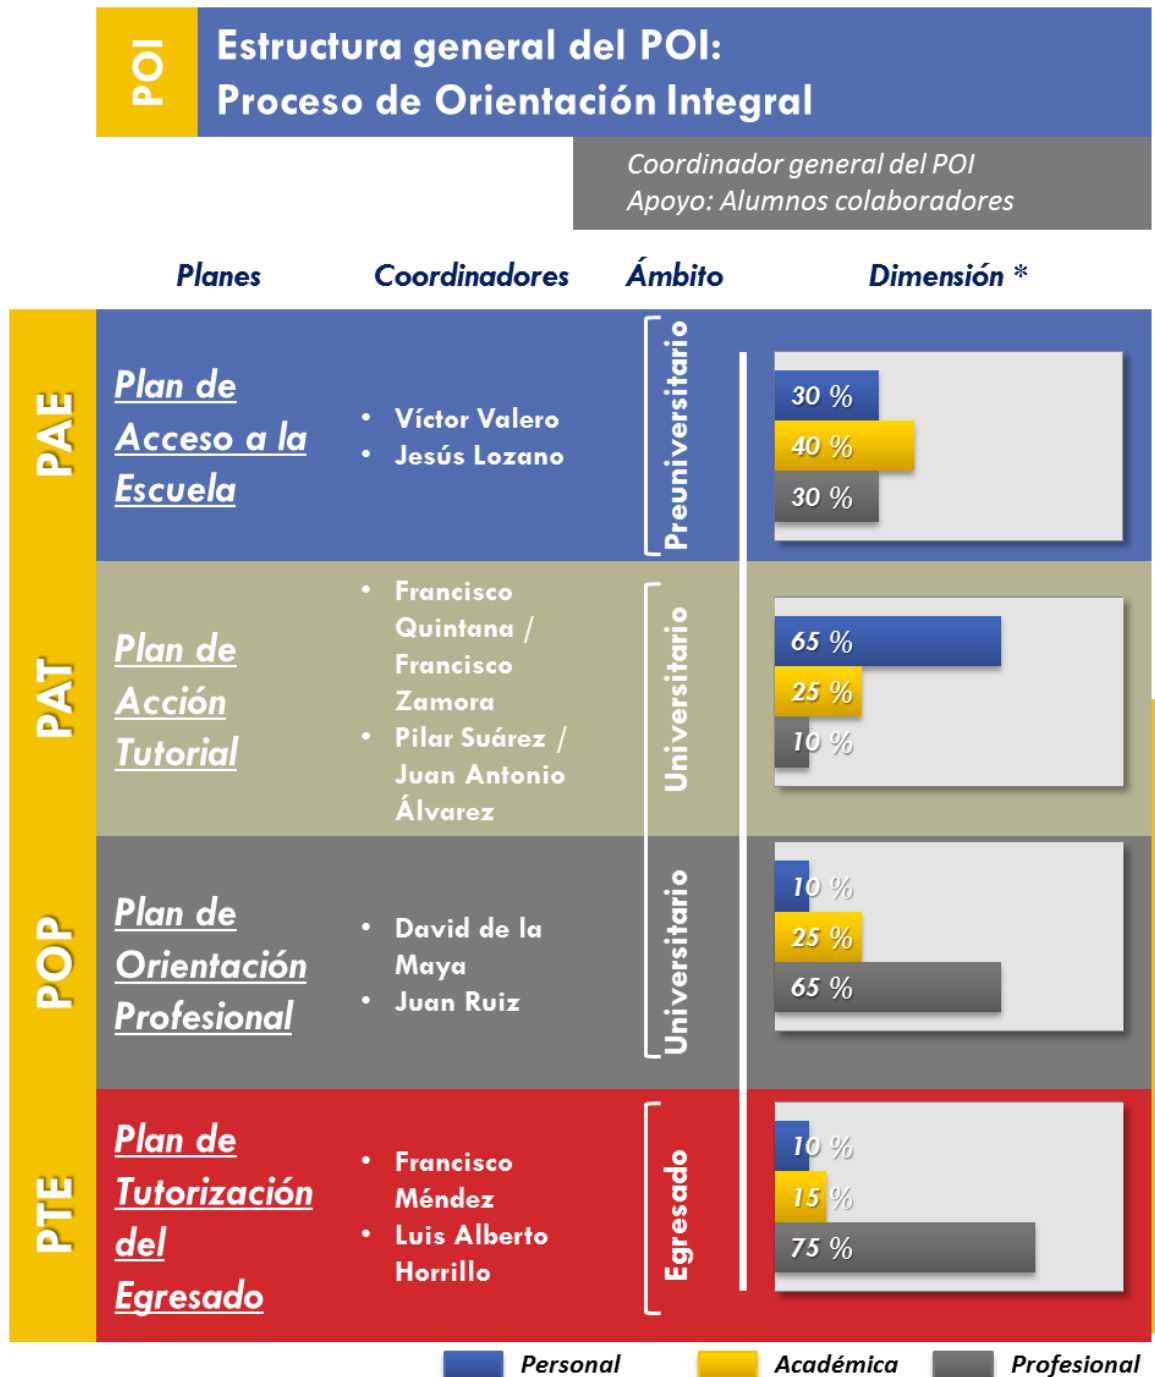 POI
Estructura general del POI:
Proceso de Orientación Integral
Coordinador general del POI
Apoyo: Alumnos colaboradores
Planes
Coordinadores
Ámbito
Dimensión *
PAE
Plan de
Acceso a la
Escuela
• Víctor Valero
• Jesús Lozano
Preuniversitario
30 %
40 %
30 %
PAT
Plan de
Acción
Tutorial
• Francisco
Quintana /
Francisco
Zamora
• Pilar Suárez /
Juan Antonio
Álvarez
Universitario
65 %
25 %
10 %
POP
Plan de
Orientación
Profesional
• David de la
Maya
• Juan Ruiz
Universitario
10 %
25 %
65 %
PTE
Plan de
Tutorización
del
Egresado
• Francisco
Méndez
• Luis Alberto
Horrillo
Egresado
10 %
15 %
75 %
Personal
Académica
Profesional